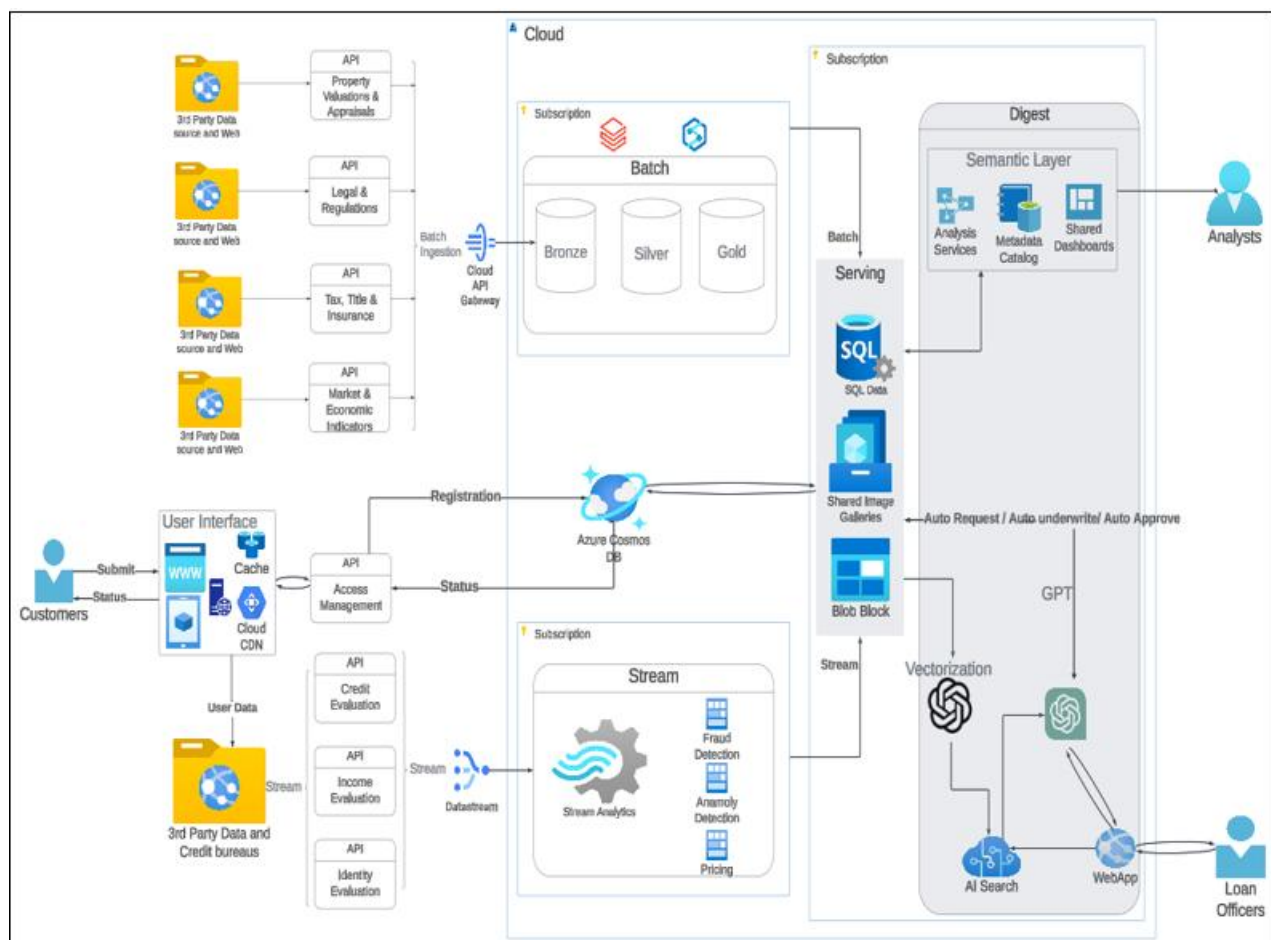 Cloud
Subscription
Digest
Semantic Layer
Analysis
Services
Metadata
Catalog
Shared
Dashboards
Analysts
API
Property
Valuations &
Appraisals
3rd Party Data
source and Web
API
Legal &
Regulations
3rd Party Data
source and Web
API
Tax, Title &
Insurance
3rd Party Data
source and Web
API
Market &
Economic
Indicators
3rd Party Data
source and Web
Batch
Ingestion
Cloud
API
Gateway
Subscription
Batch
Bronze
Silver
Gold
Batch
Serving
SQL
SQL Data
Shared Image
Galleries
Blob Block
Registration
Azure Cosmos
DB
Status
User Interface
WWW
Cache
Cloud
CDN
API
Access
Management
Submit
Status
Customers
User Data
3rd Party Data and
Credit bureaus
Stream
API
Credit
Evaluation
API
Income
Evaluation
API
Identity
Evaluation
Stream
Datastream
Subscription
Stream
Stream Analytics
Fraud
Detection
Anamoly
Detection
Pricing
Stream
Auto Request / Auto underwrite/ Auto Approve
GPT
Vectorization
AI Search
WebApp
Loan
Officers